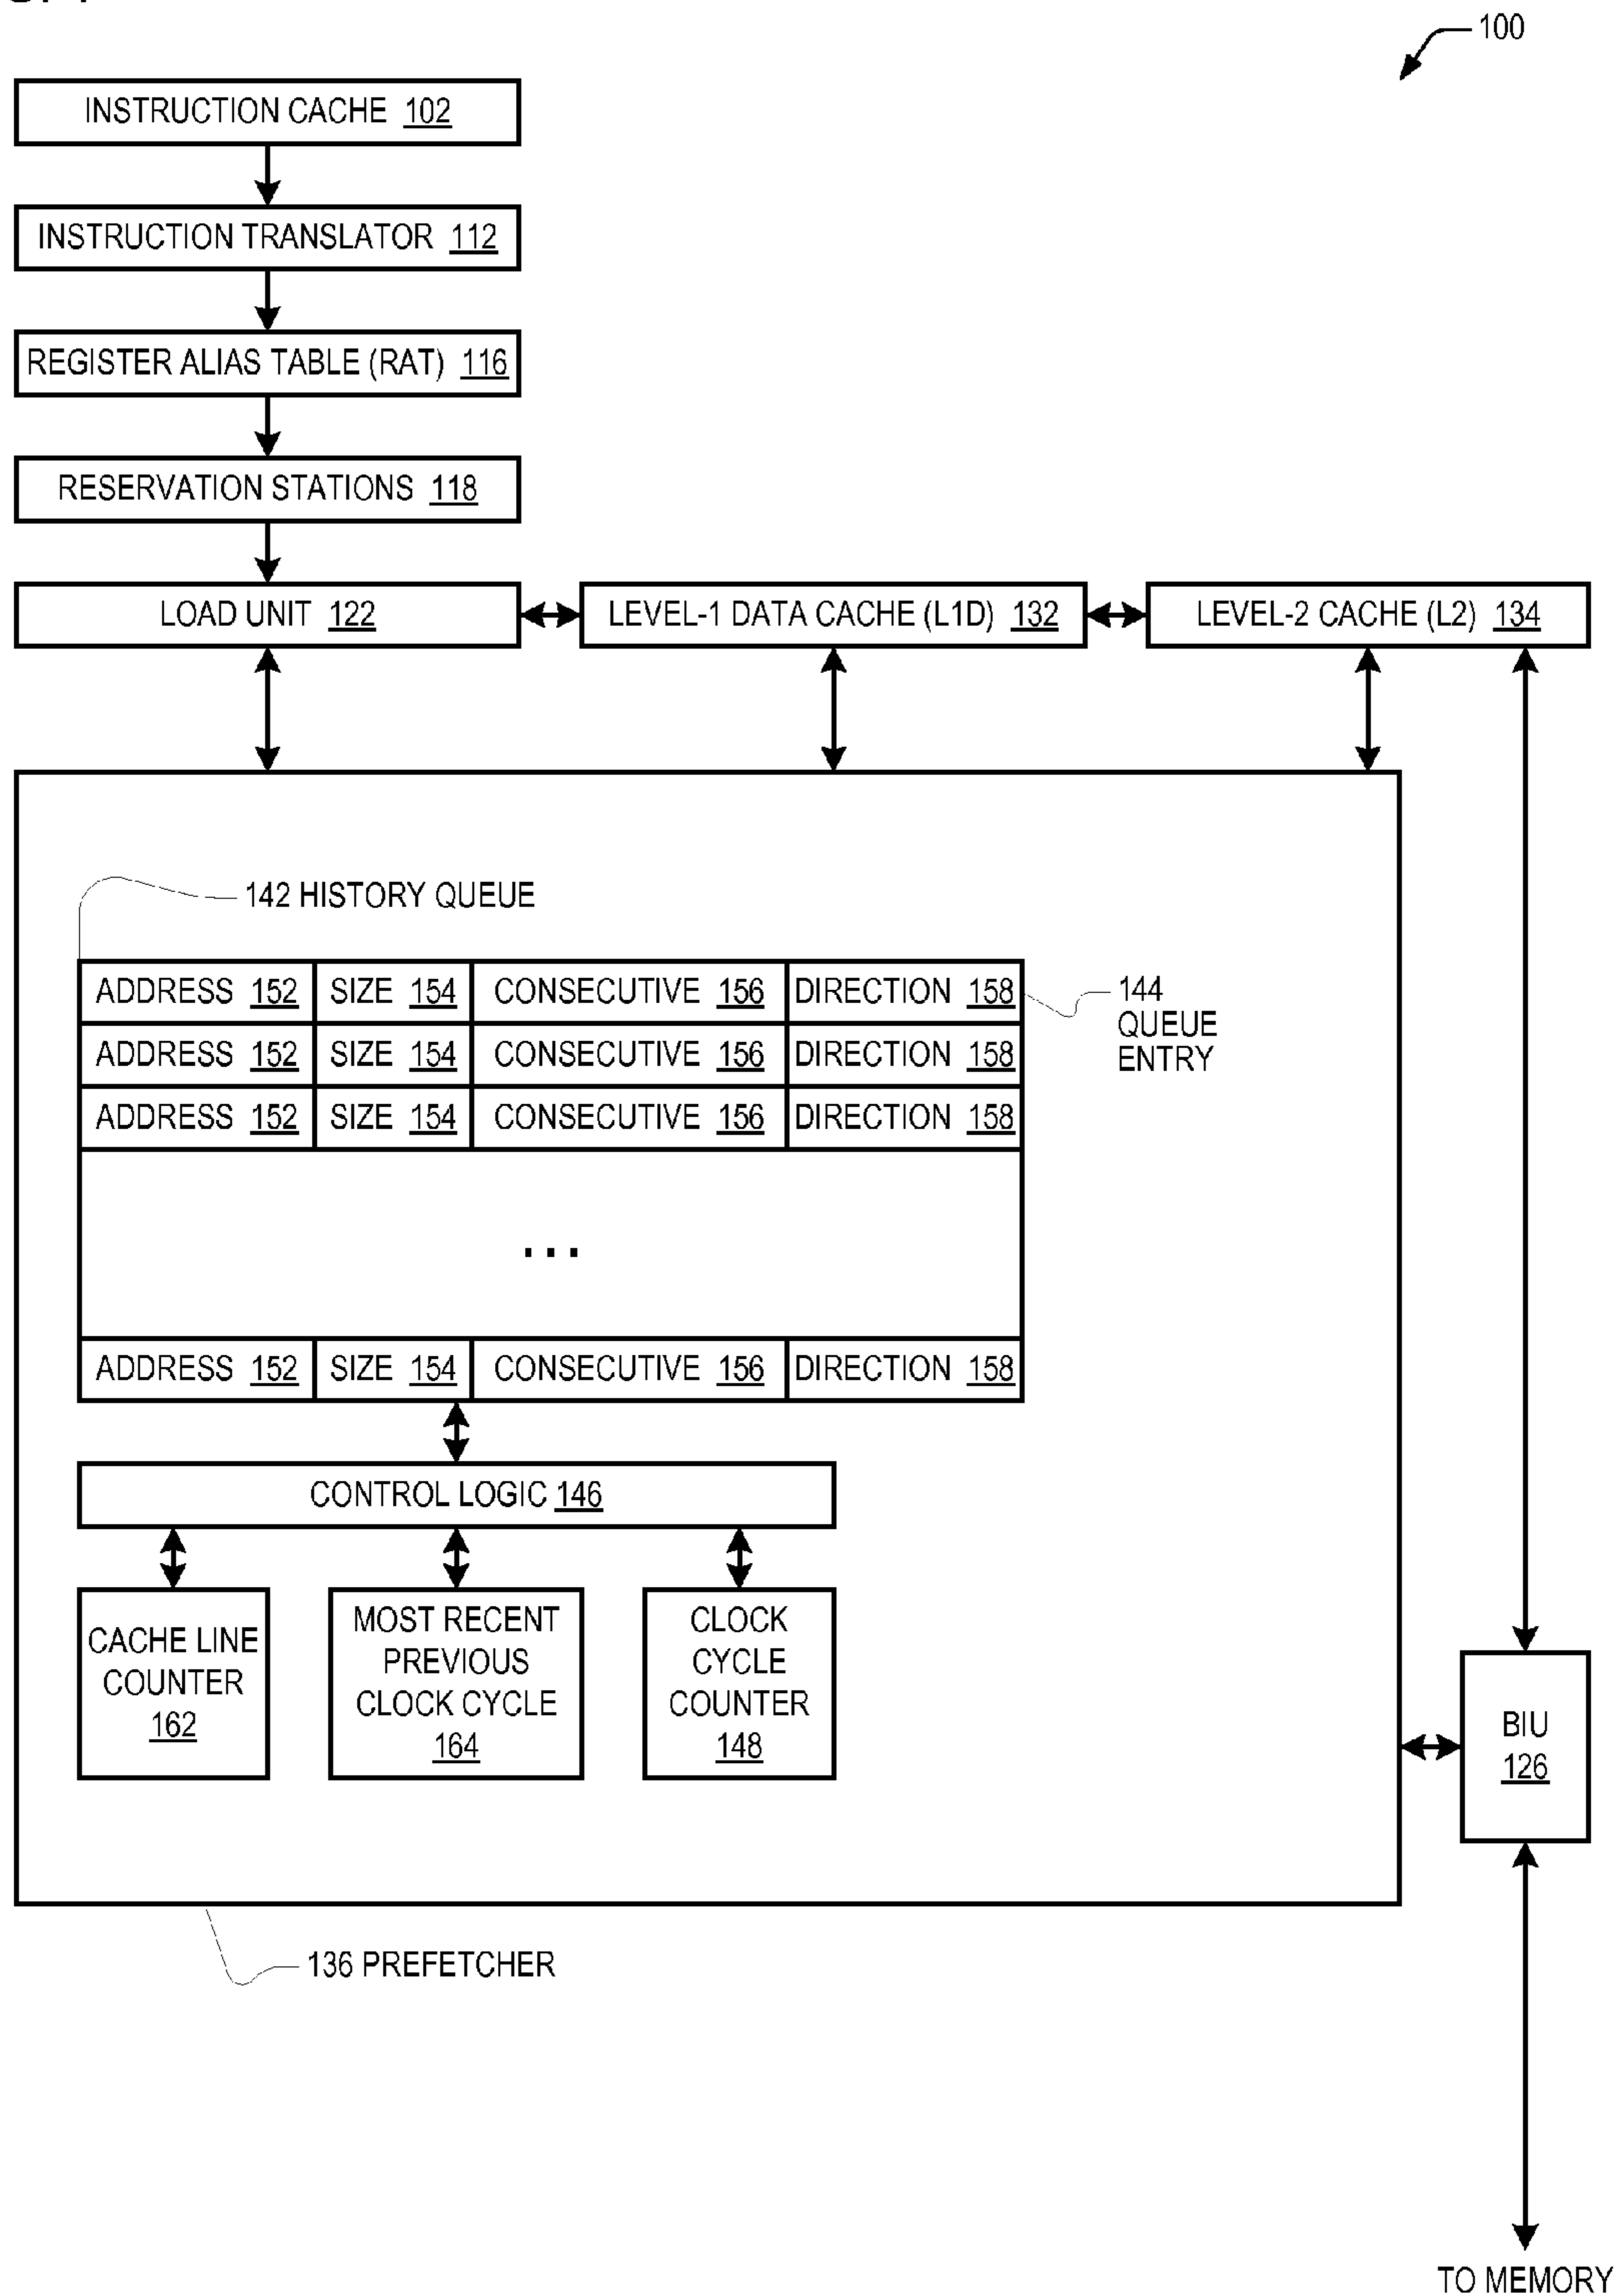 100
INSTRUCTION CACHE 102
INSTRUCTION TRANSLATOR 112
REGISTER ALIAS TABLE (RAT) 116
RESERVATION STATIONS 118
LOAD UNIT 122
LEVEL-1 DATA CACHE (L1D) 132
LEVEL-2 CACHE (L2) 134
142 HISTORY QUEUE
ADDRESS 152 SIZE 154 CONSECUTIVE 156 DIRECTION 158
144
QUEUE
ENTRY
ADDRESS 152 SIZE 154 CONSECUTIVE 156 DIRECTION 158
ADDRESS 152 SIZE 154 CONSECUTIVE 156 DIRECTION 158
...
ADDRESS 152 SIZE 154 CONSECUTIVE 156 DIRECTION 158
CONTROL LOGIC 146
CACHE LINE
COUNTER
162
MOST RECENT
PREVIOUS
CLOCK CYCLE
164
CLOCK
CYCLE
COUNTER
148
BIU
126
136 PREFETCHER
TO MEMORY